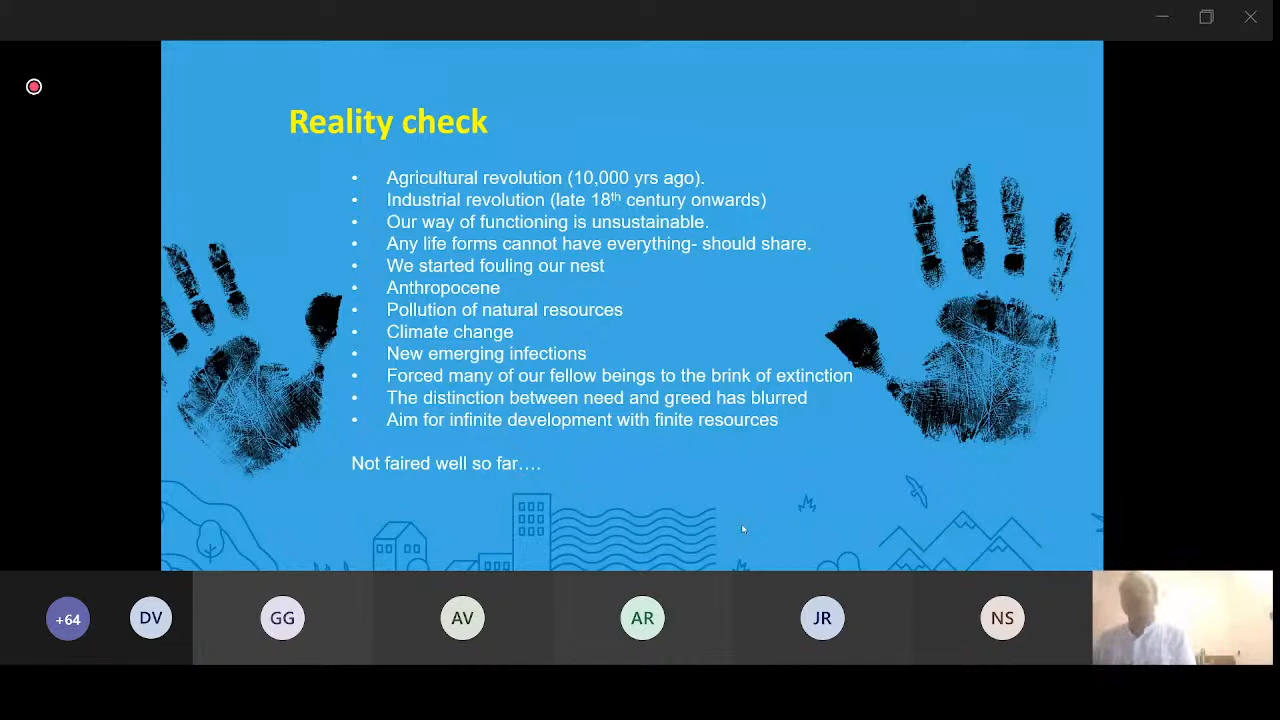 Reality check
• Agricultural revolution (10,000 yrs ago).
• Industrial revolution (late 18th century onwards)
• Our way of functioning is unsustainable.
• Any life forms cannot have everything- should share.
• We started fouling our nest
• Anthropocene
• Pollution of natural resources
• Climate change
• New emerging infections
• Forced many of our fellow beings to the brink of extinction
• The distinction between need and greed has blurred
• Aim for infinite development with finite resources
Not faired well so far….
+64 DV GG AV AR JR NS